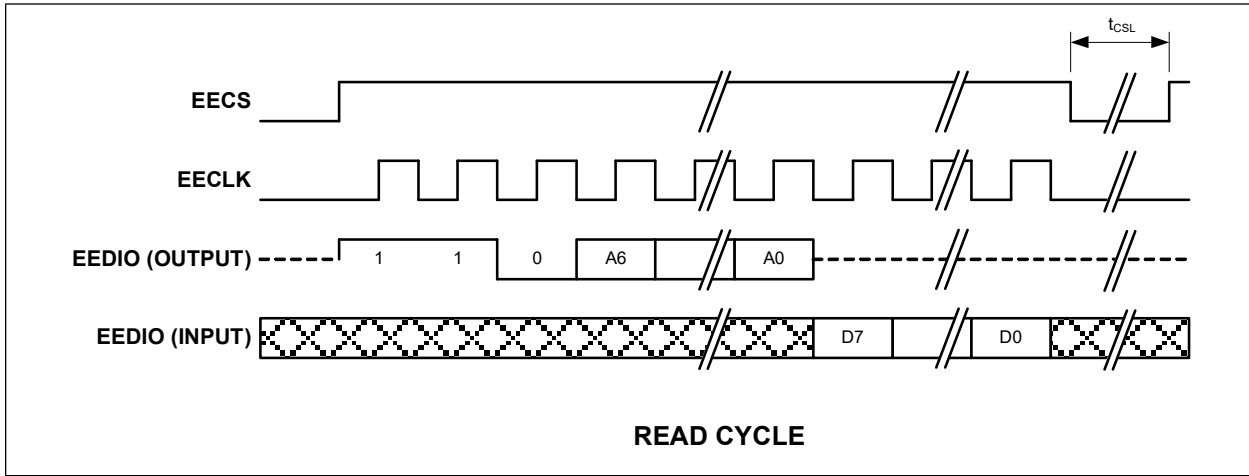 tCSL
EECS
EECLK
EEDIO (OUTPUT) 1 1 0 A6 A0
EEDIO (INPUT) D7 D0
READ CYCLE